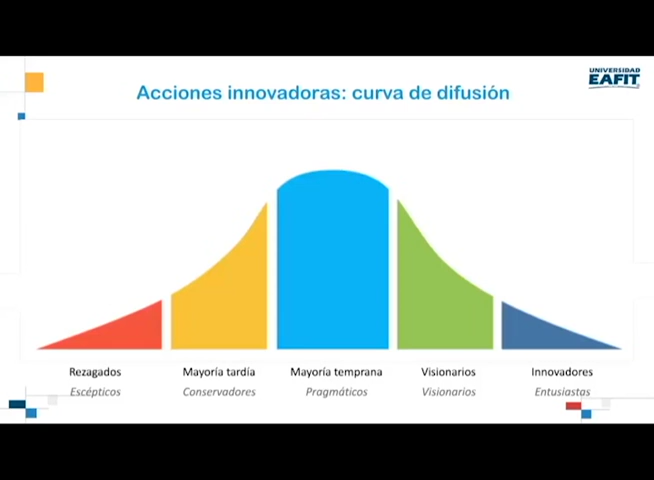 UNIVERSIDAD
EAFIT
Acciones innovadoras: curva de difusión
Rezagados
Mayoría tardía
Mayoría temprana
Visionarios
Innovadores
Escépticos
Conservadores
Pragmáticos
Visionarios
Entusiastas